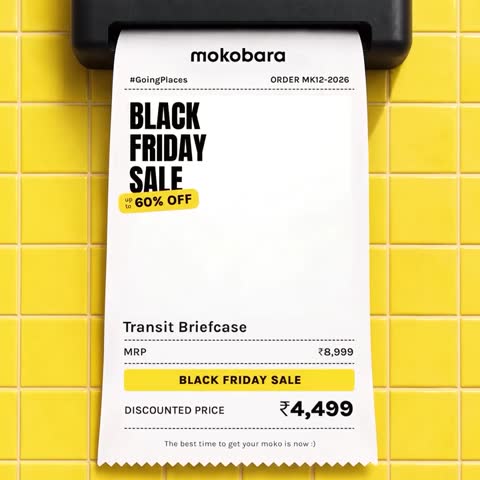 mokobara
#GoingPlaces ORDER MK12-2026
BLACK
FRIDAY
SALE
up to 60% OFF
Transit Briefcase
MRP ₹8,999
BLACK FRIDAY SALE
DISCOUNTED PRICE ₹4,499
The best time to get your moko is now :)